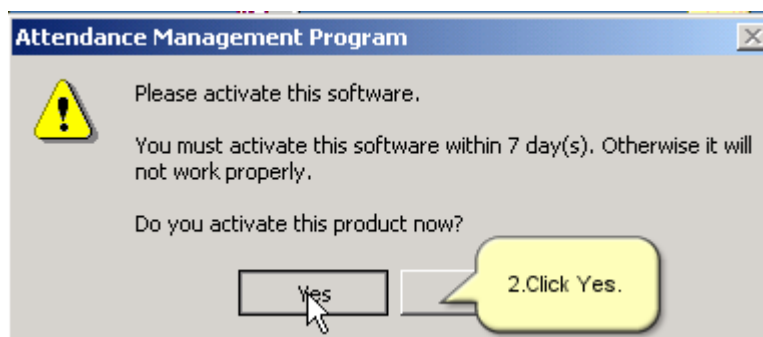 Attendance Management Program
Please activate this software.
You must activate this software within 7 day(s). Otherwise it will
not work properly.
Do you activate this product now?
Yes
2.Click Yes.